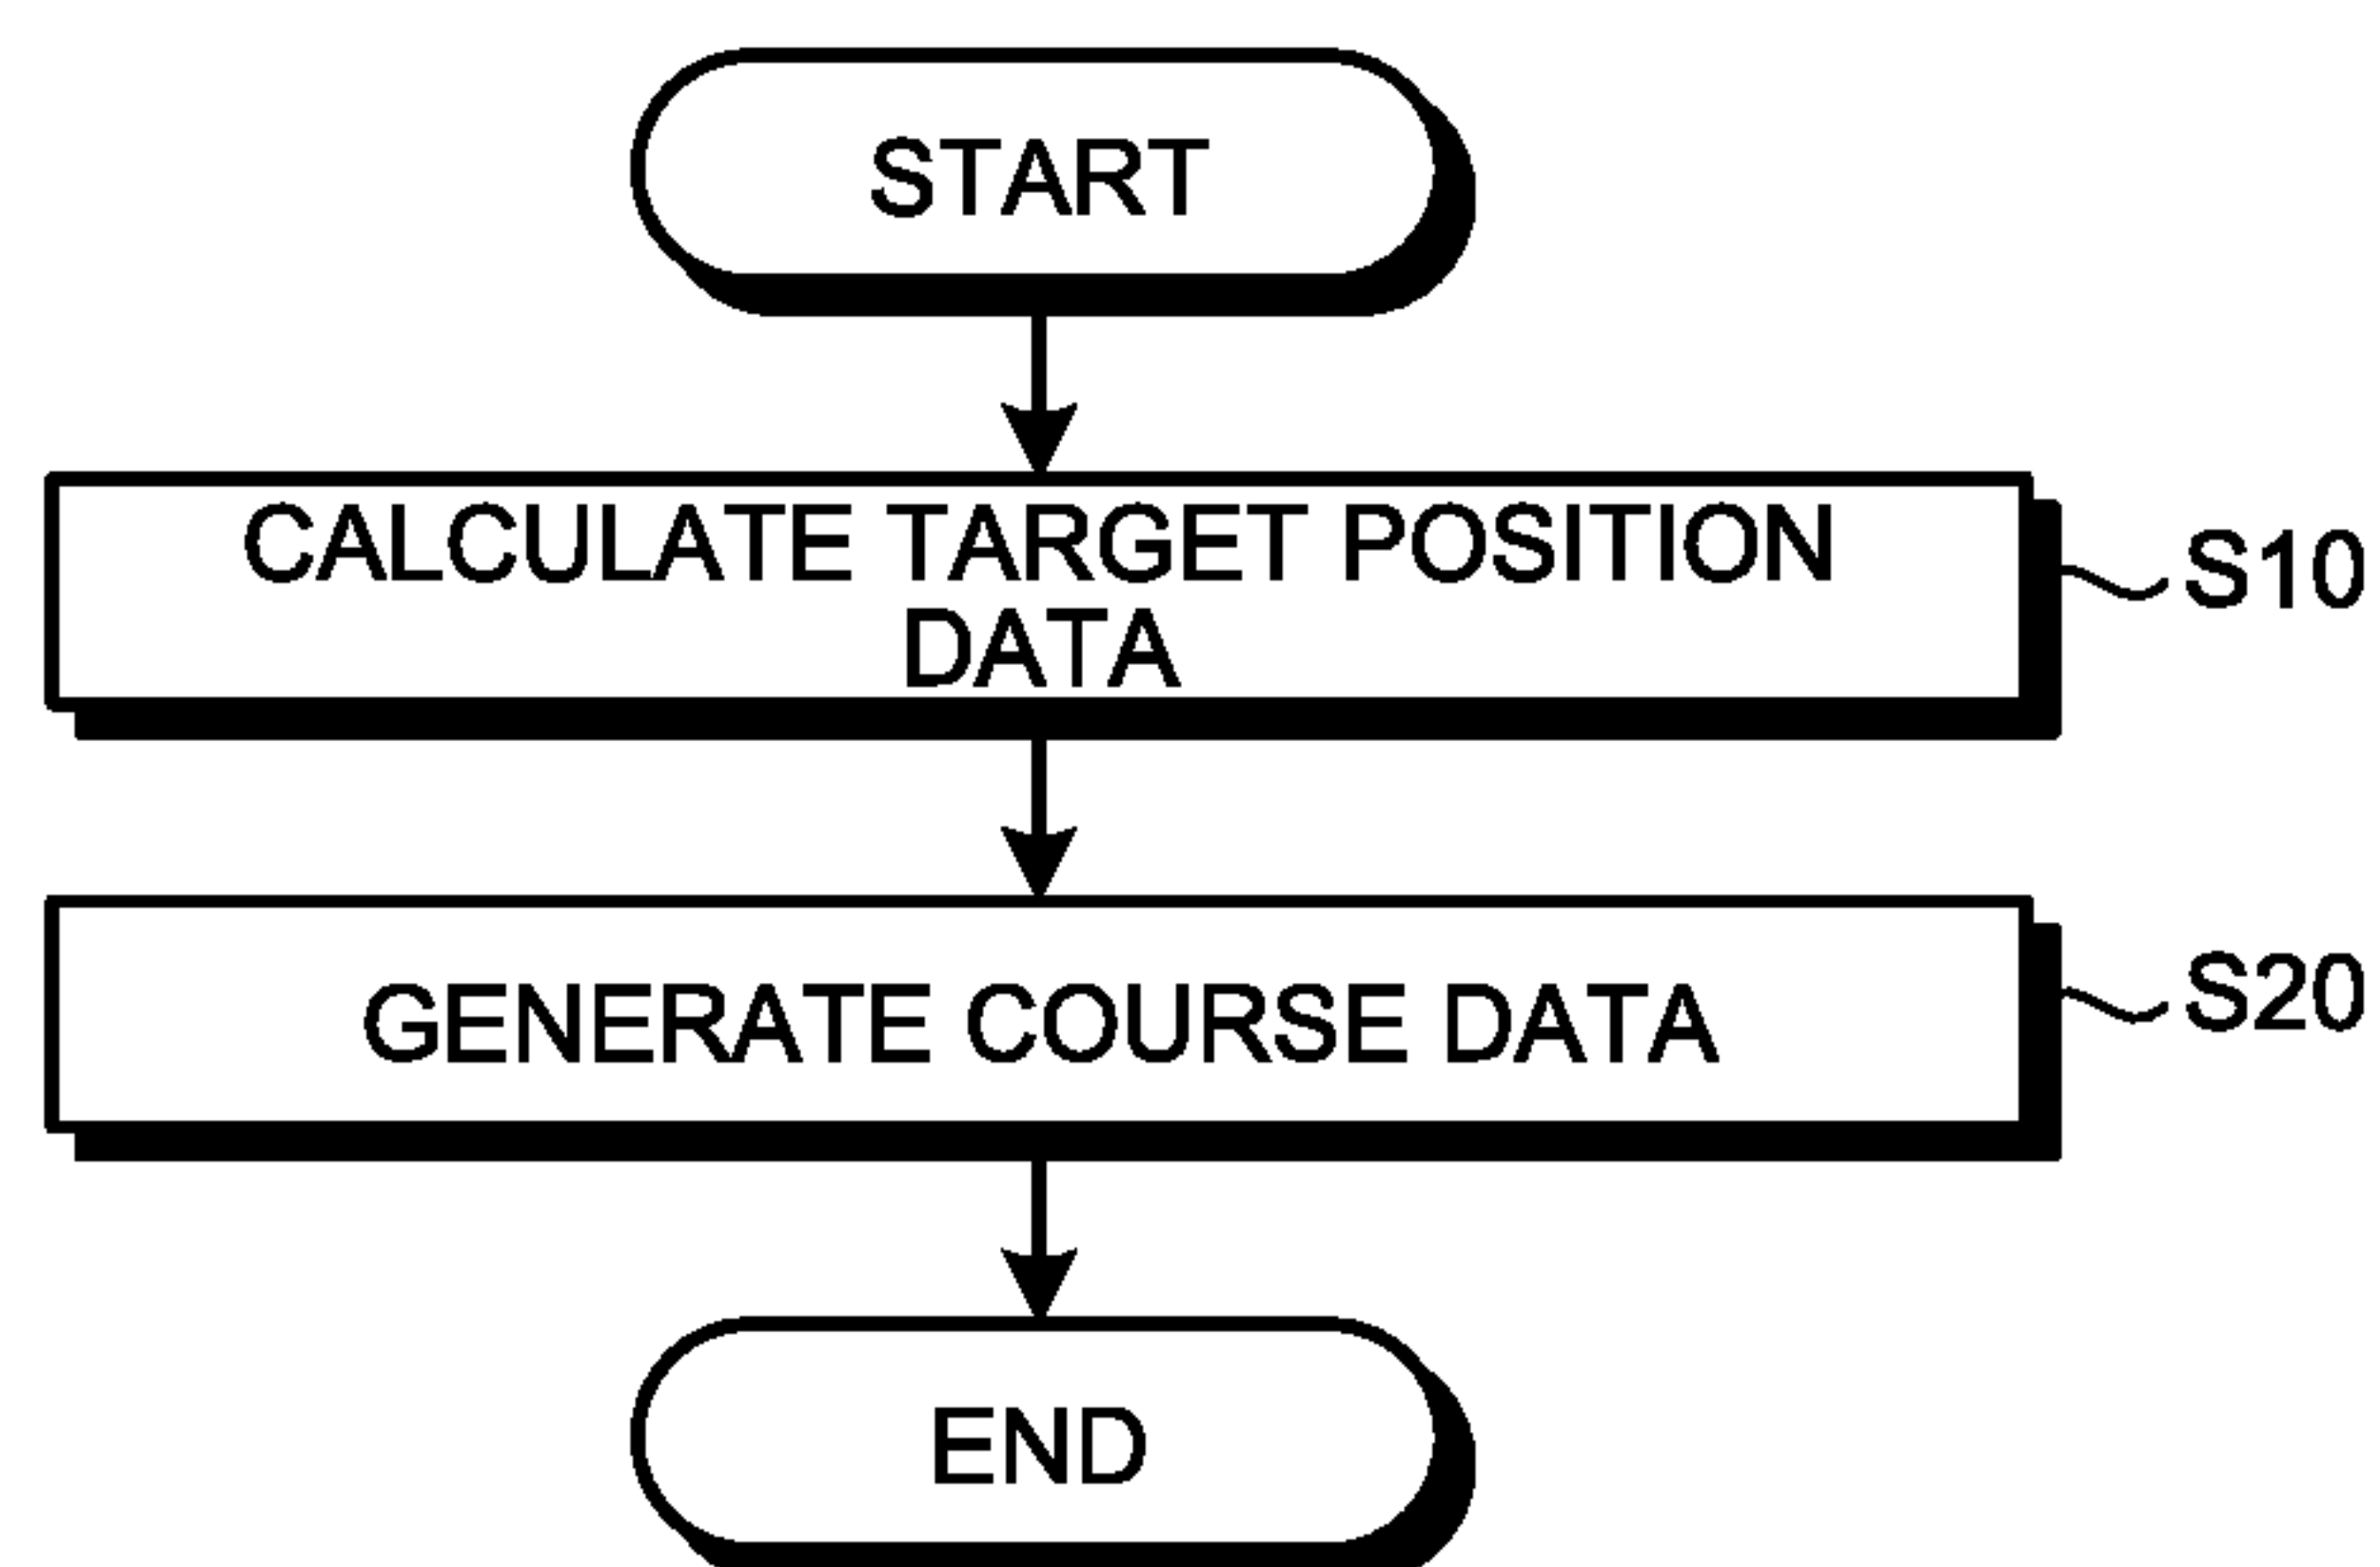 START
CALCULATE TARGET POSITION
DATA
S10
GENERATE COURSE DATA
S20
END